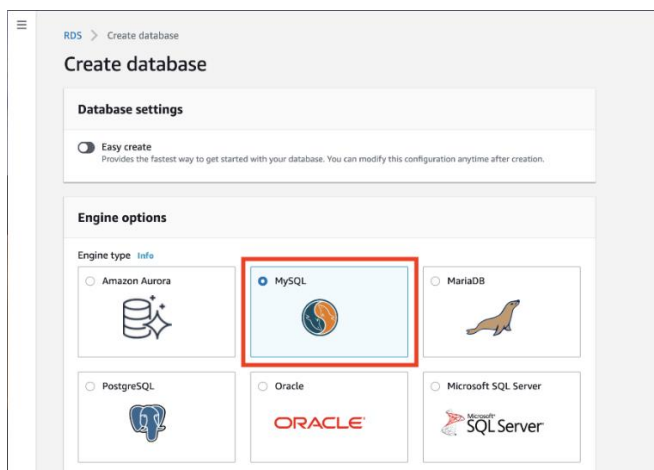 RDS > Create database
Create database
Database settings
Easy create
Provides the fastest way to get started with your database. You can modify this configuration anytime after creation.
Engine options
Engine type Info
Amazon Aurora
MySQL
MariaDB
PostgreSQL
Oracle
Microsoft SQL Server
ORACLE
Microsoft
SQL Server